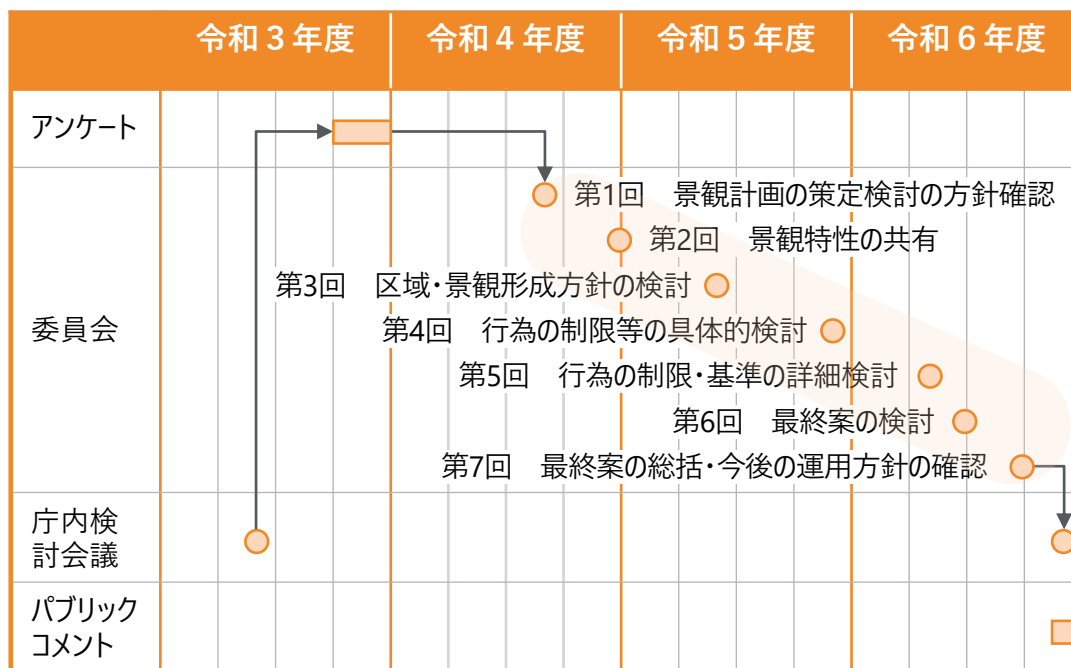 令和3年度 令和4年度 令和5年度 令和6年度
アンケート
委員会
第1回 景観計画の策定検討の方針確認
第2回 景観特性の共有
第3回 区域・景観形成方針の検討
第4回 行為の制限等の具体的検討
第5回 行為の制限・基準の詳細検討
第6回 最終案の検討
第7回 最終案の総括・今後の運用方針の確認
庁内検
討会議
パブリック
コメント